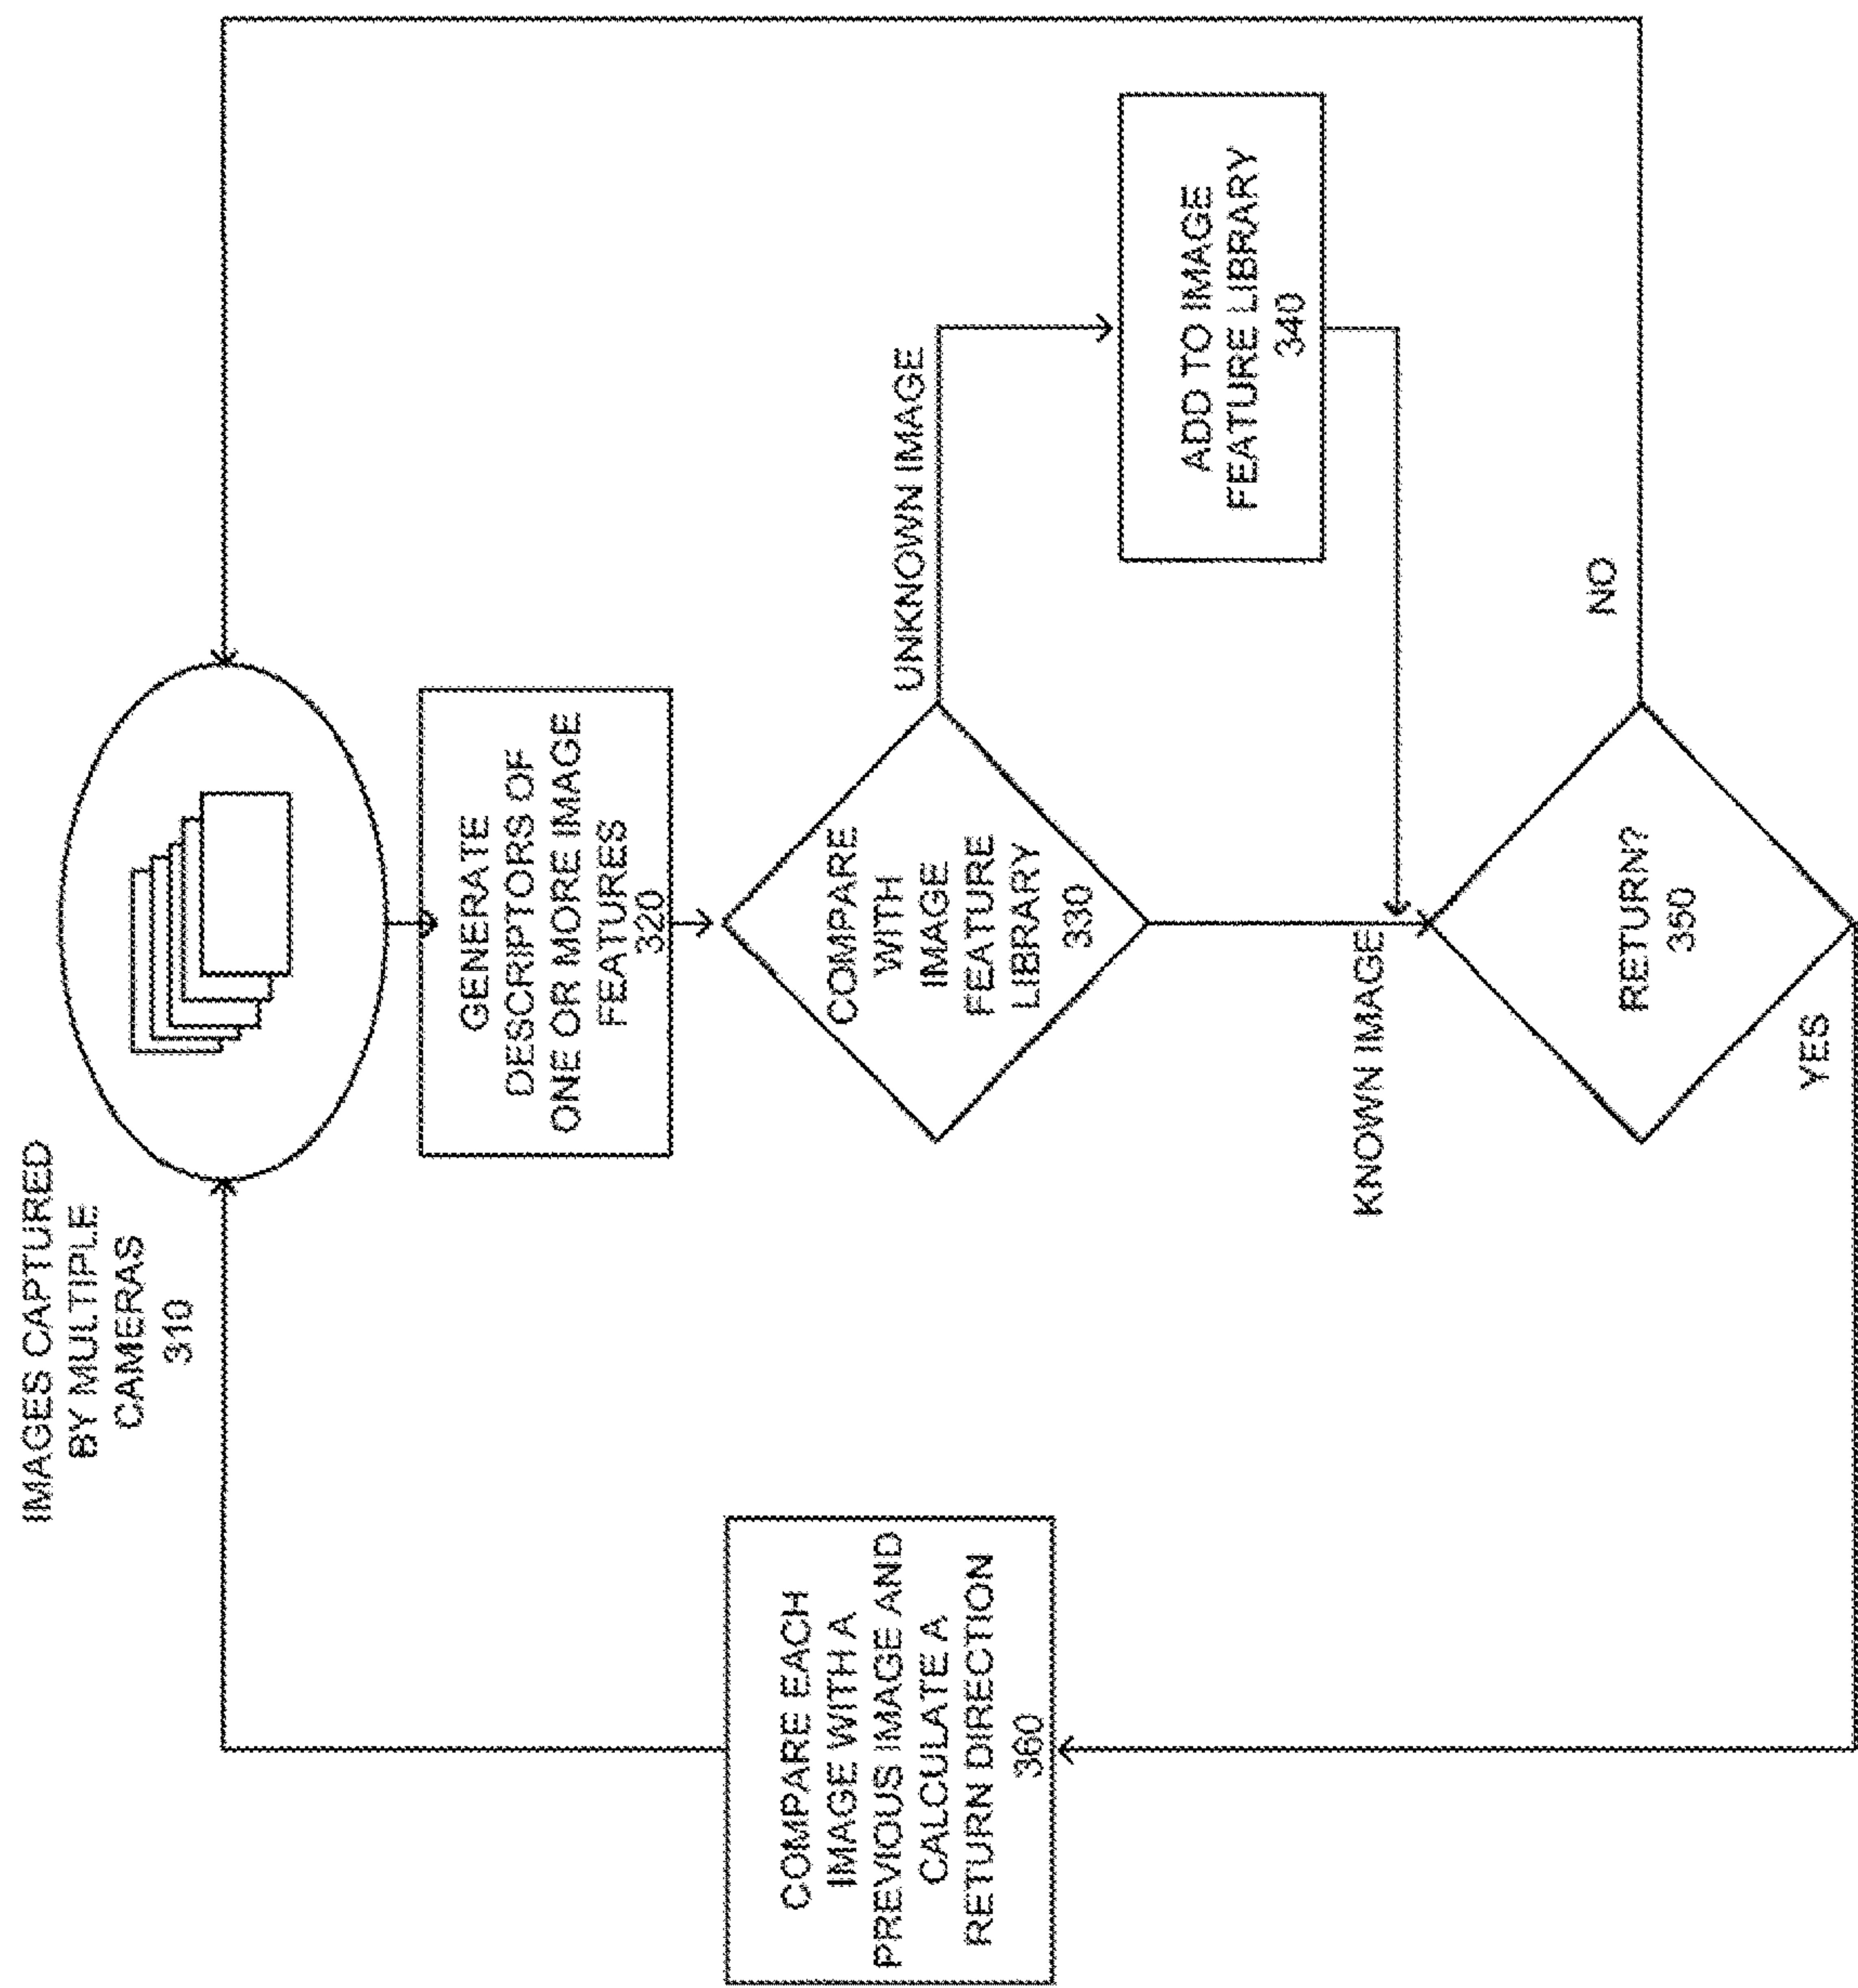 IMAGES CAPTURED
BY MULTIPLE
CAMERAS
310
GENERATE
DESCRIPTORS OF
ONE OR MORE IMAGE
FEATURES
320
COMPARE
WITH
IMAGE
FEATURE
LIBRARY
330
UNKNOWN IMAGE
ADD TO IMAGE
FEATURE LIBRARY
340
KNOWN IMAGE
RETURN?
350
NO
YES
COMPARE EACH
IMAGE WITH A
PREVIOUS IMAGE AND
CALCULATE A
RETURN DIRECTION
360